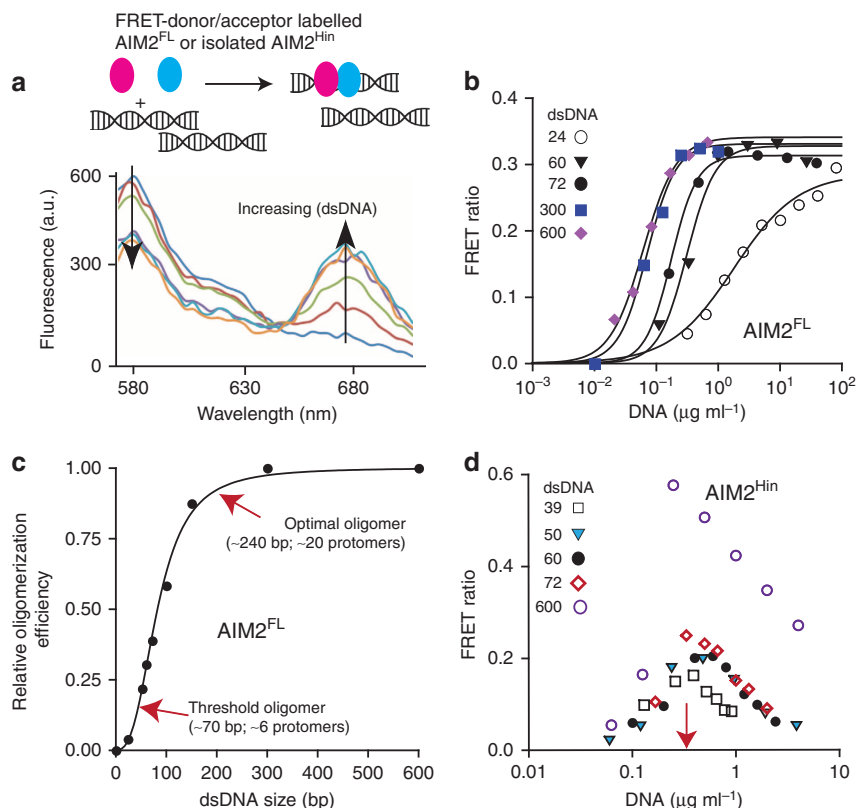 FRET-donor/acceptor labelled
AIM2FL or isolated AIM2Hin
a
+
600
300
0
Fluorescence (a.u.)
Increasing (dsDNA)
580
630
680
Wavelength (nm)
b
dsDNA
24
60
72
300
600
0.4
0.3
0.2
0.1
0.0
FRET ratio
AIM2FL
10−3
10−2
10−1
100
101
102
DNA (μg ml−1)
c
1.00
0.75
0.50
0.25
0.00
Relative oligomerization
efficiency
Optimal oligomer
(~240 bp; ~20 protomers)
AIM2FL
Threshold oligomer
(~70 bp; ~6 protomers)
0
100
200
300
400
500
600
dsDNA size (bp)
d
0.6
0.4
0.2
0.0
FRET ratio
dsDNA
39
50
60
72
600
AIM2Hin
0.01
0.1
1
10
DNA (μg ml−1)